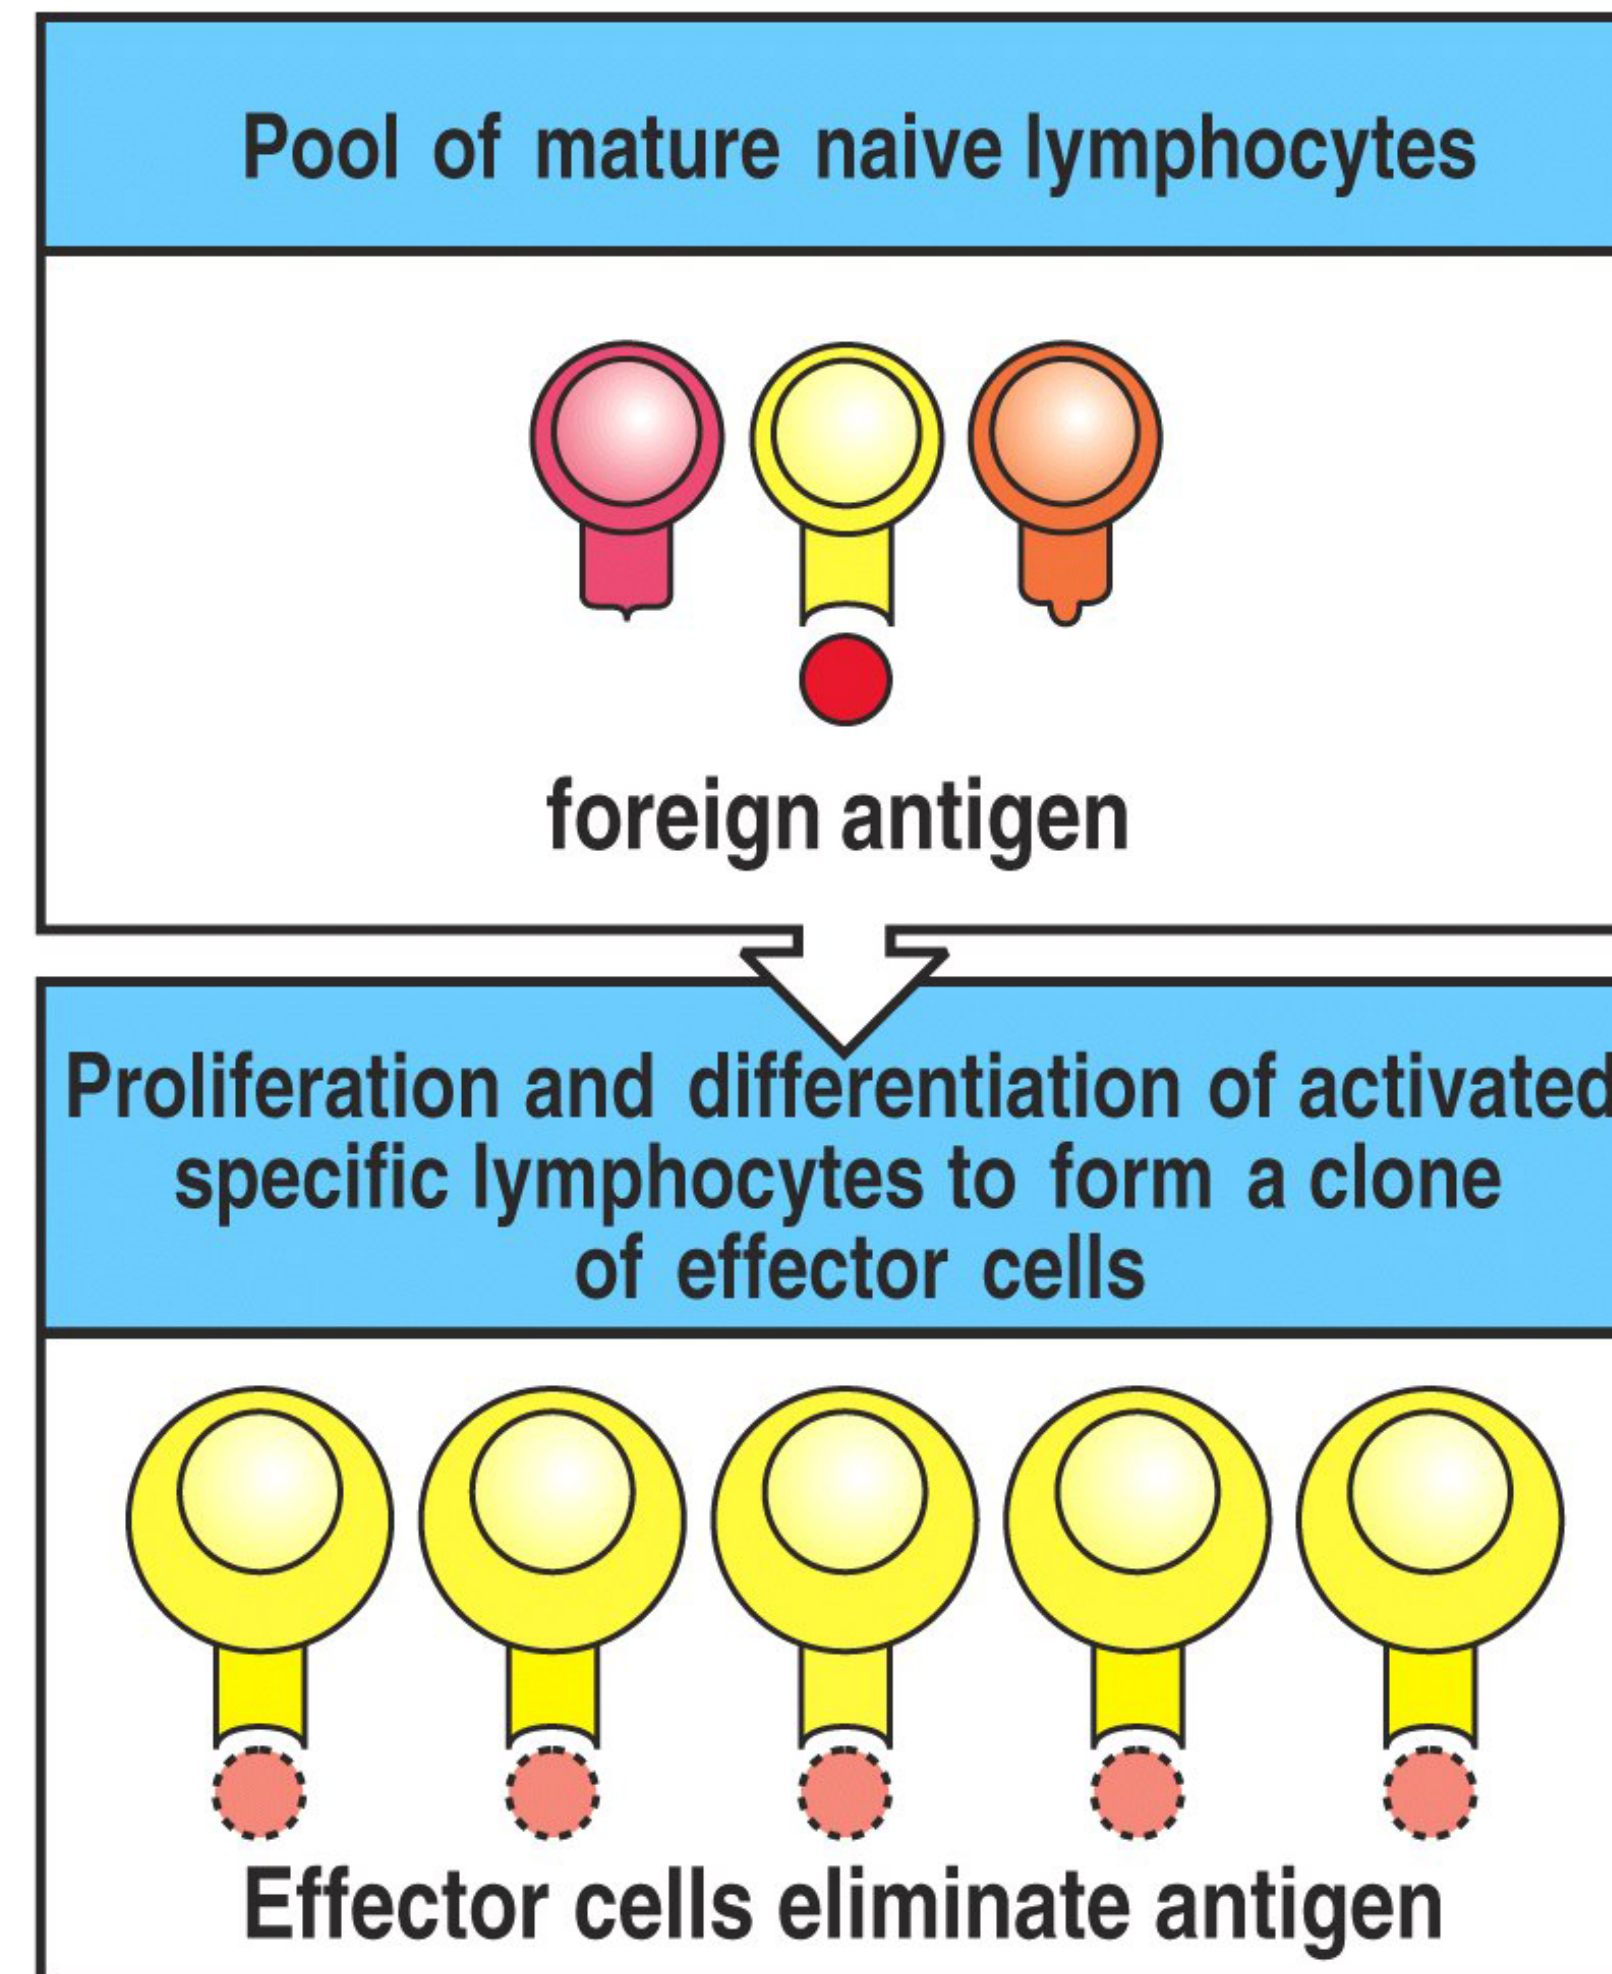 Pool of mature naive lymphocytes
foreign antigen
Proliferation and differentiation of activated
specific lymphocytes to form a clone
of effector cells
Effector cells eliminate antigen